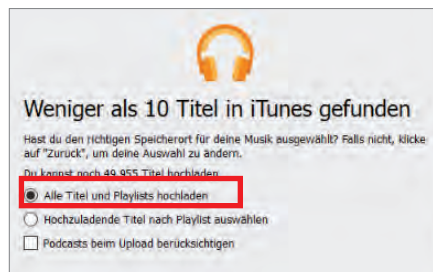 Weniger als 10 Titel in iTunes gefunden
Hast du den richtigen Speicherort für deine Musik ausgewählt? Falls nicht, klicke
auf "Zurück", um deine Auswahl zu ändern.
Du kannst noch 49.955 Titel hochladen
Alle Titel und Playlists hochladen
Hochzuladende Titel nach Playlist auswählen
Podcasts beim Upload berücksichtigen